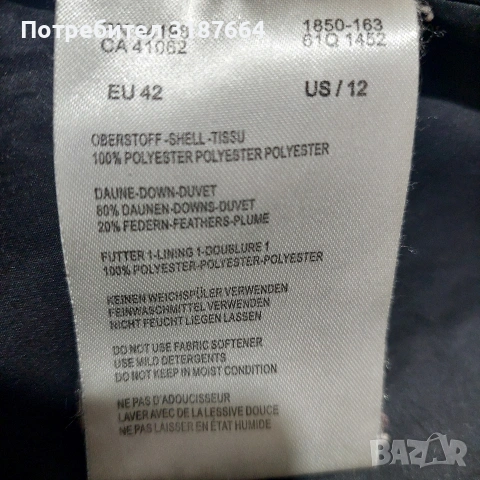 Потребител 3187664
1850-163
CA 41062
61Q 1452
EU 42
US / 12
OBERSTOFF-SHELL-TISSU
100% POLYESTER POLYESTER POLYESTER
DAUNE-DOWN-DUVET
80% DAUNEN-DOWNS-DUVET
20% FEDERN-FEATHERS-PLUME
FUTTER 1-LINING 1-DOUBLURE 1
100% POLYESTER-POLYESTER-POLYESTER
KEINEN WEICHSPÜLER VERWENDEN
FEINWASCHMITTEL VERWENDEN
NICHT FEUCHT LIEGEN LASSEN
DO NOT USE FABRIC SOFTENER
USE MILD DETERGENTS
DO NOT KEEP IN MOIST CONDITION
NE PAS D'ADOUCISSEUR
LAVER AVEC DE LA LESSIVE DOUCE
NE PAS LAISSER EN ÉTAT HUMIDE
BAZAR